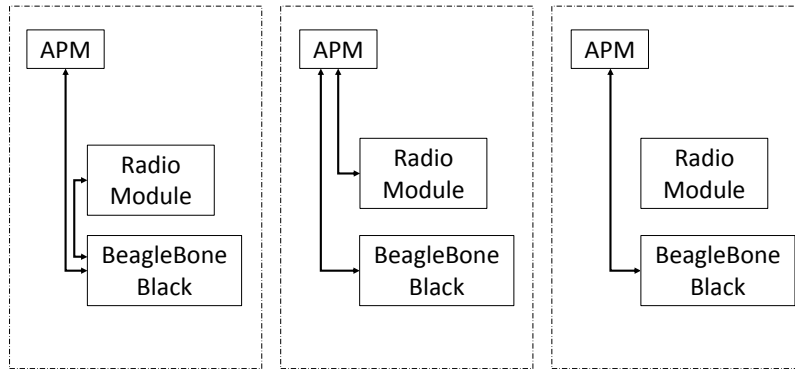 APM
Radio
Module
BeagleBone
Black
APM
Radio
Module
BeagleBone
Black
APM
Radio
Module
BeagleBone
Black